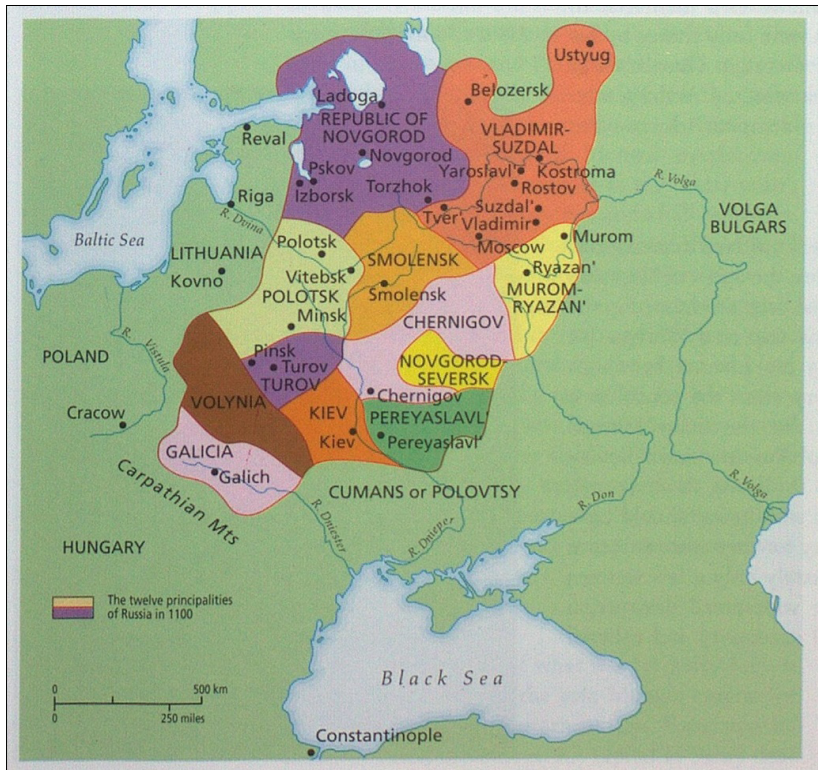 Ustyug
Belozersk
Ladoga
REPUBLIC OF
NOVGOROD
VLADIMIR-
SUZDAL
Reval
Novgorod
Pskov
Yaroslavl'
Kostroma
Izborsk
Torzhok
Rostov
R. Volga
Riga
Tver'
Suzdal'
VOLGA
BULGARS
R. Dvina
Vladimir
Baltic Sea
Polotsk
Moscow
Murom
LITHUANIA
SMOLENSK
Kovno
Vitebsk
Ryazan'
POLOTSK
Smolensk
MUROM-
RYAZAN'
Minsk
CHERNIGOV
R. Vistula
POLAND
Pinsk
Turov
TUROV
NOVGOROD-
SEVERSK
Chernigov
VOLYNIA
Cracow
KIEV
Kiev
PEREYASLAVL'
Pereyaslavl'
GALICIA
Galich
Carpathian Mts
CUMANS or POLOVTSY
R. Volga
R. Don
R. Dniester
R. Dnieper
HUNGARY
The twelve principalities
of Russia in 1100
Black Sea
0 500 km
0 250 miles
Constantinople